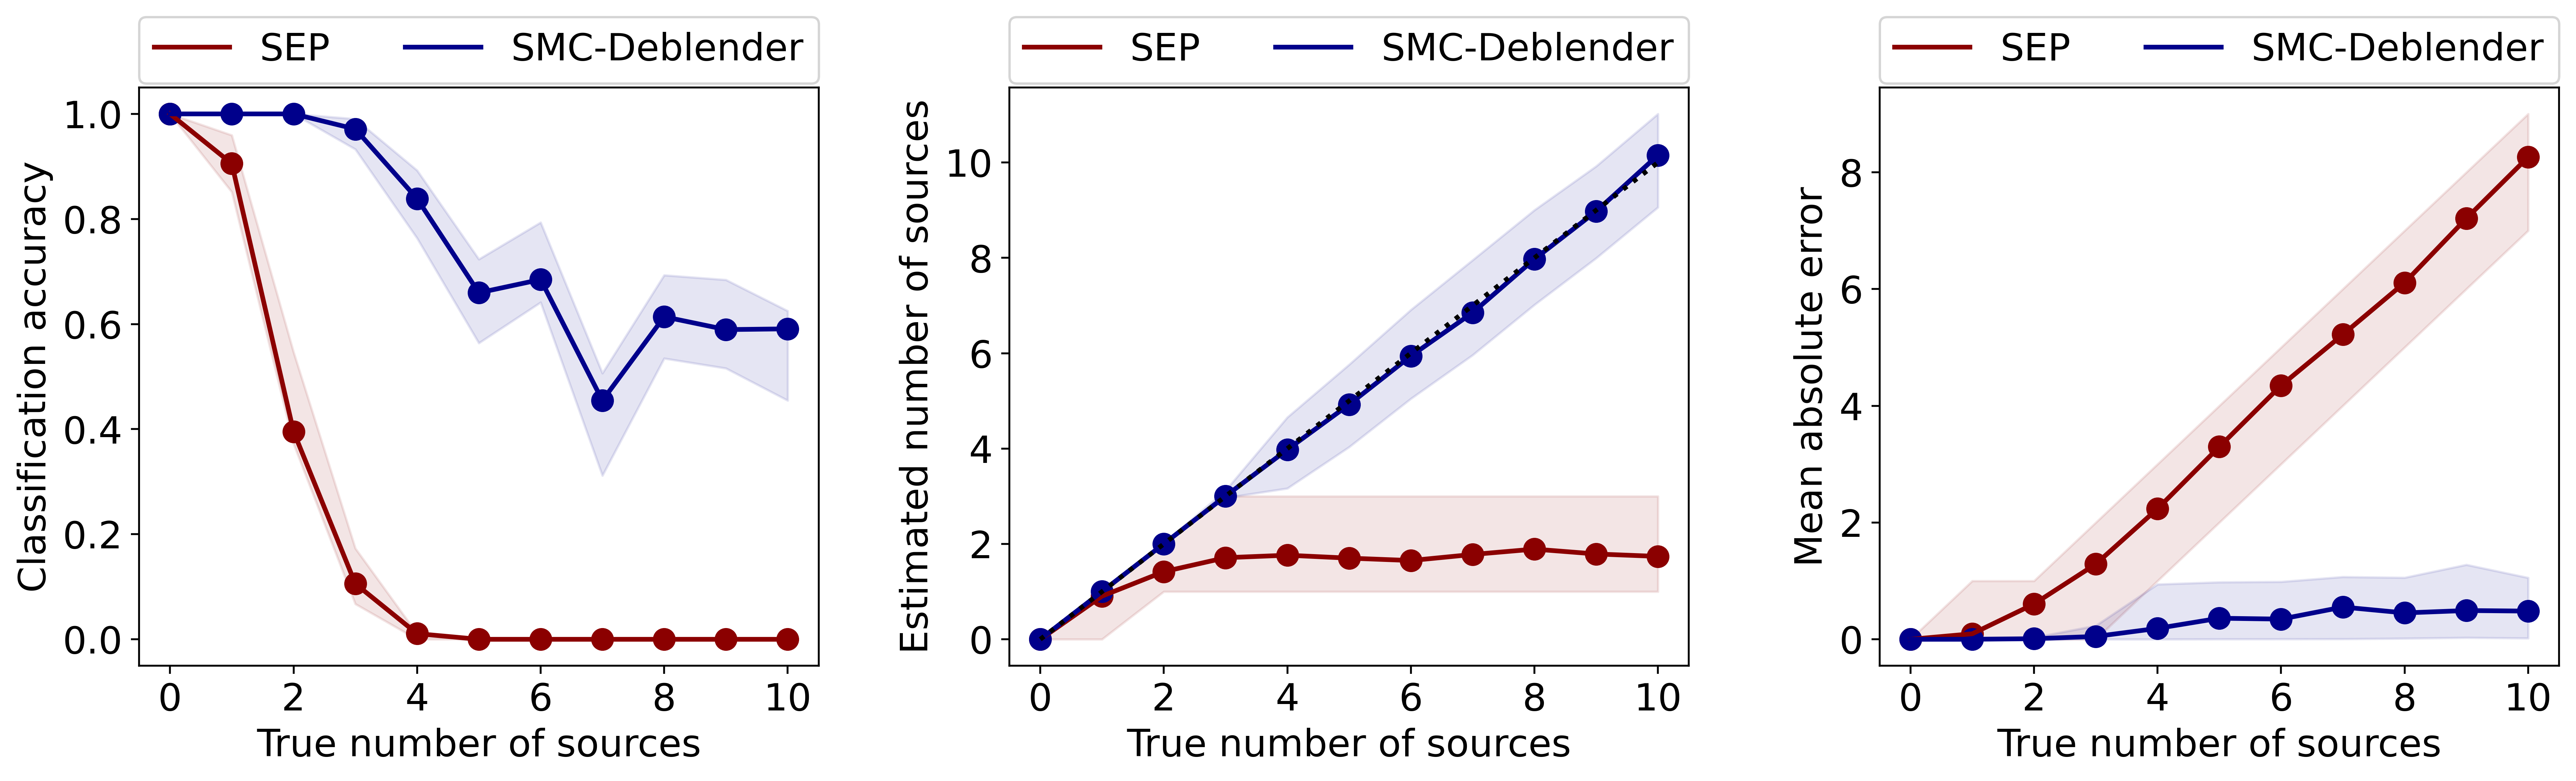 SEP SMC-Deblender
1.0
0.8
0.6
0.4
0.2
0.0
Classification accuracy
0 2 4 6 8 10
True number of sources
SEP SMC-Deblender
10
8
6
4
2
0
Estimated number of sources
0 2 4 6 8 10
True number of sources
SEP SMC-Deblender
8
6
4
2
0
Mean absolute error
0 2 4 6 8 10
True number of sources